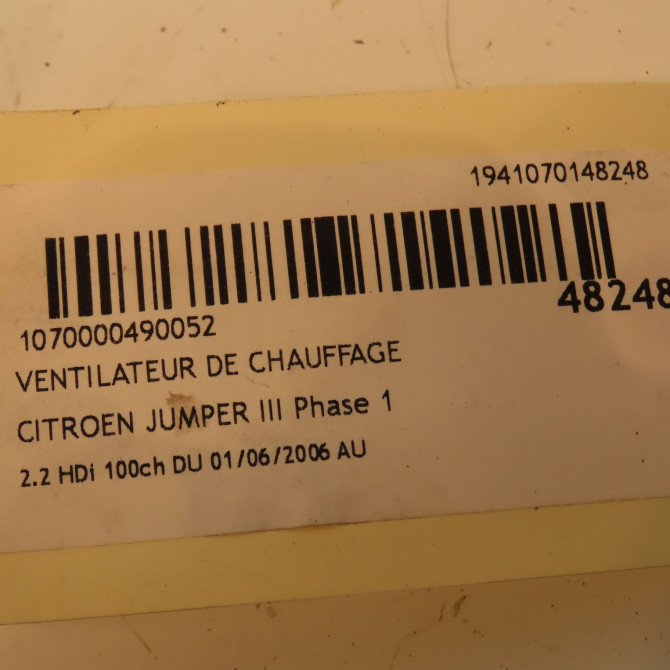 1941070148248
48248
1070000490052
VENTILATEUR DE CHAUFFAGE
CITROEN JUMPER III Phase 1
2.2 HDi 100ch DU 01/06/2006 AU